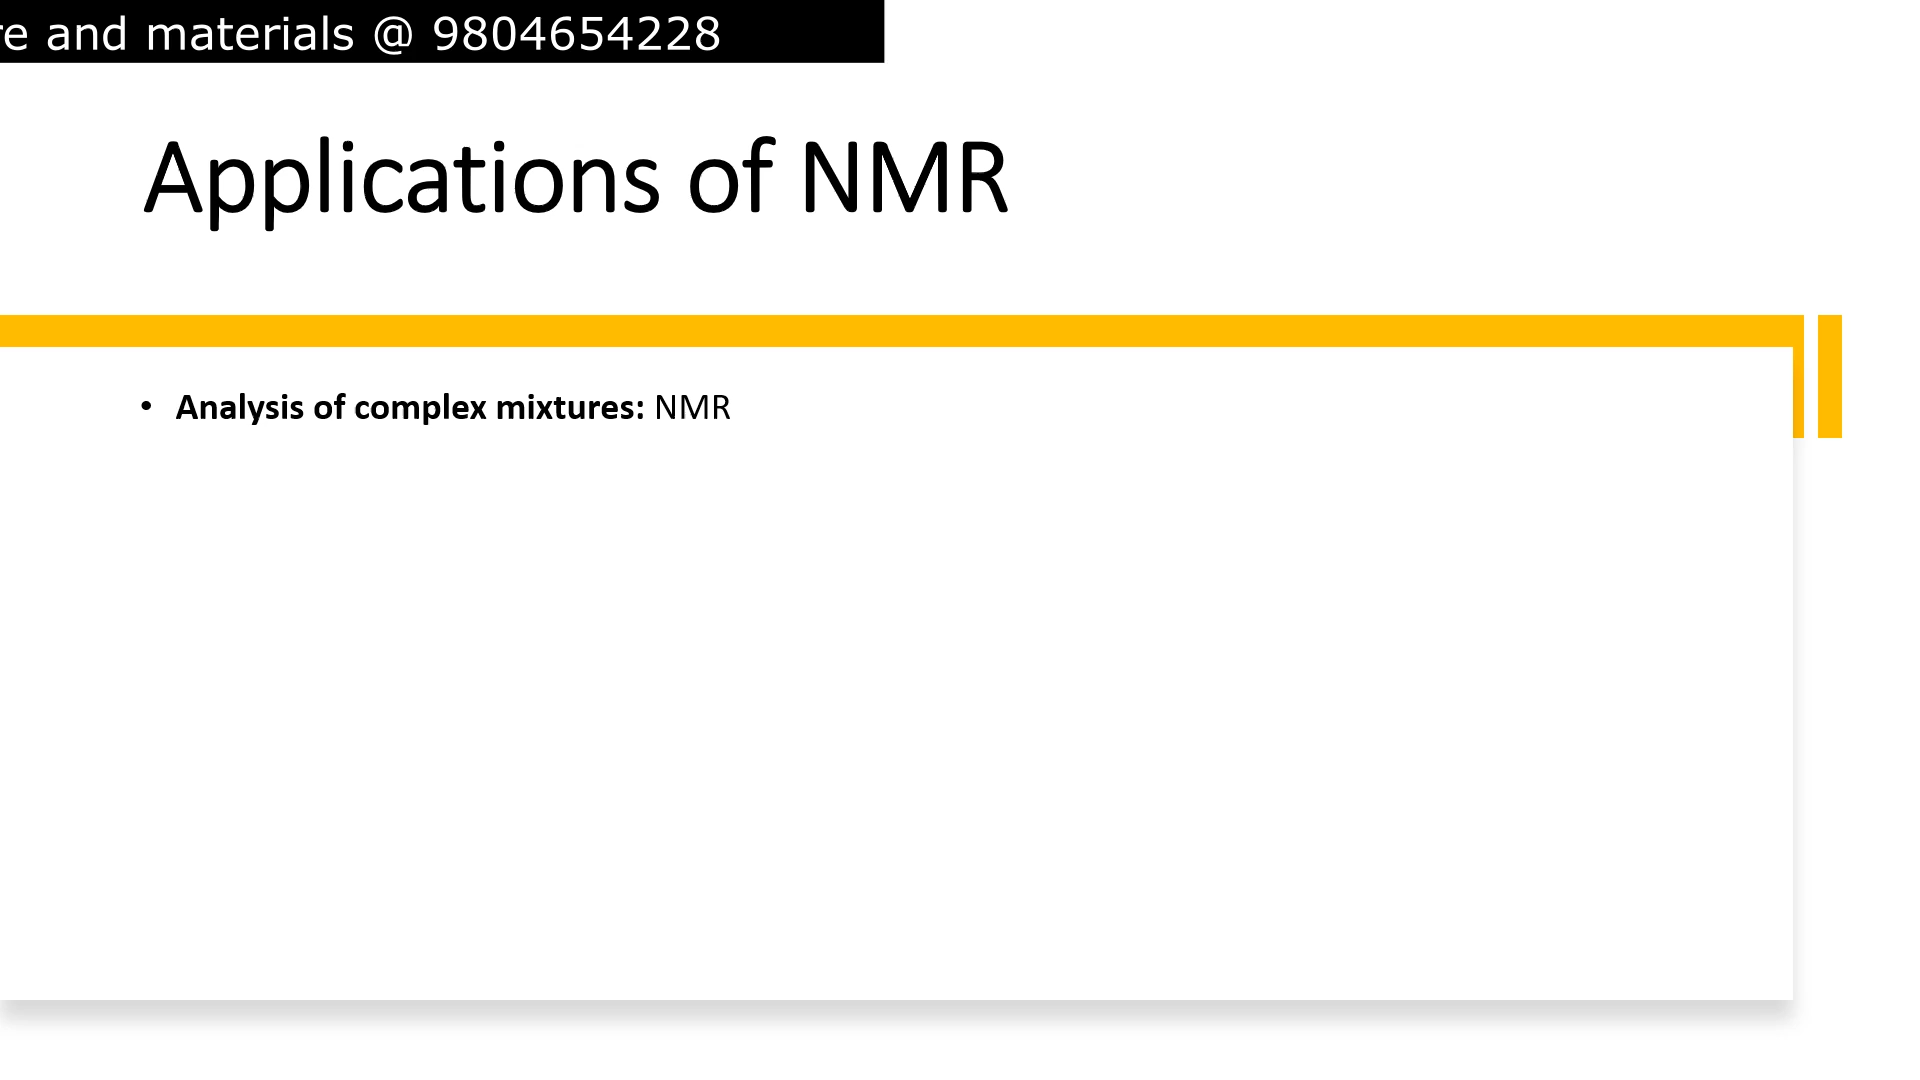 and materials @ 9804654228
Applications of NMR
• Analysis of complex mixtures: NMR